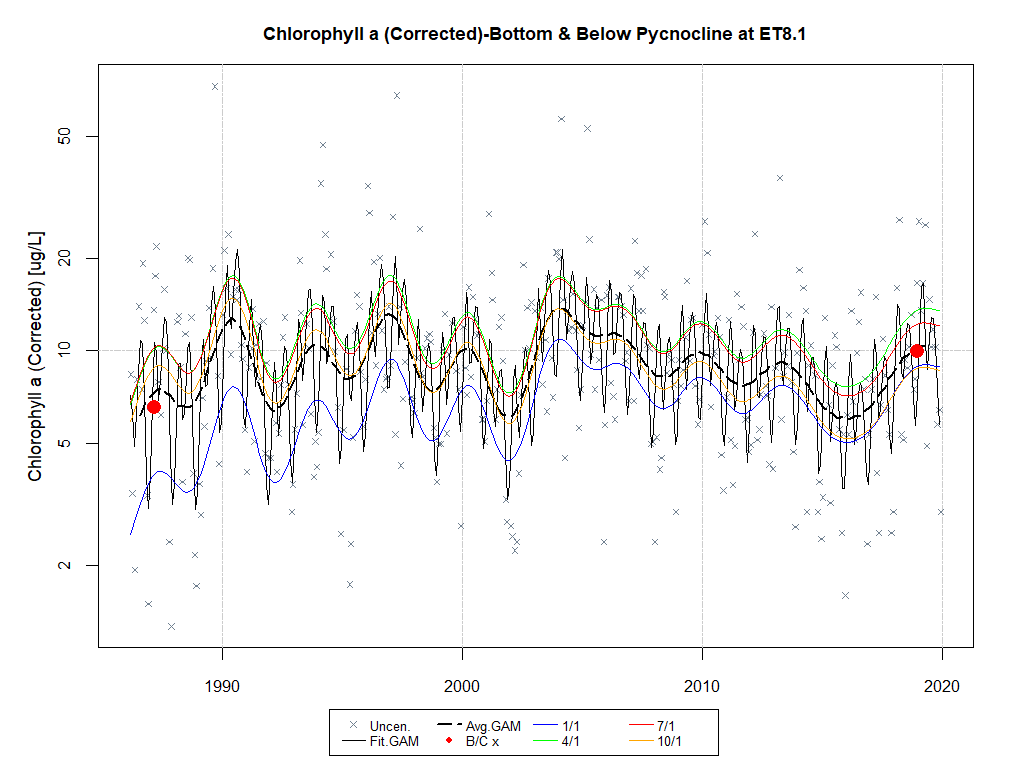 Chlorophyll a (Corrected)-Bottom & Below Pycnocline at ET8.1
Chlorophyll a (Corrected) [ug/L]
50
20
10
5
2
1990 2000 2010 2020
Uncen. Avg.GAM 1/1 7/1
Fit.GAM B/C x 4/1 10/1